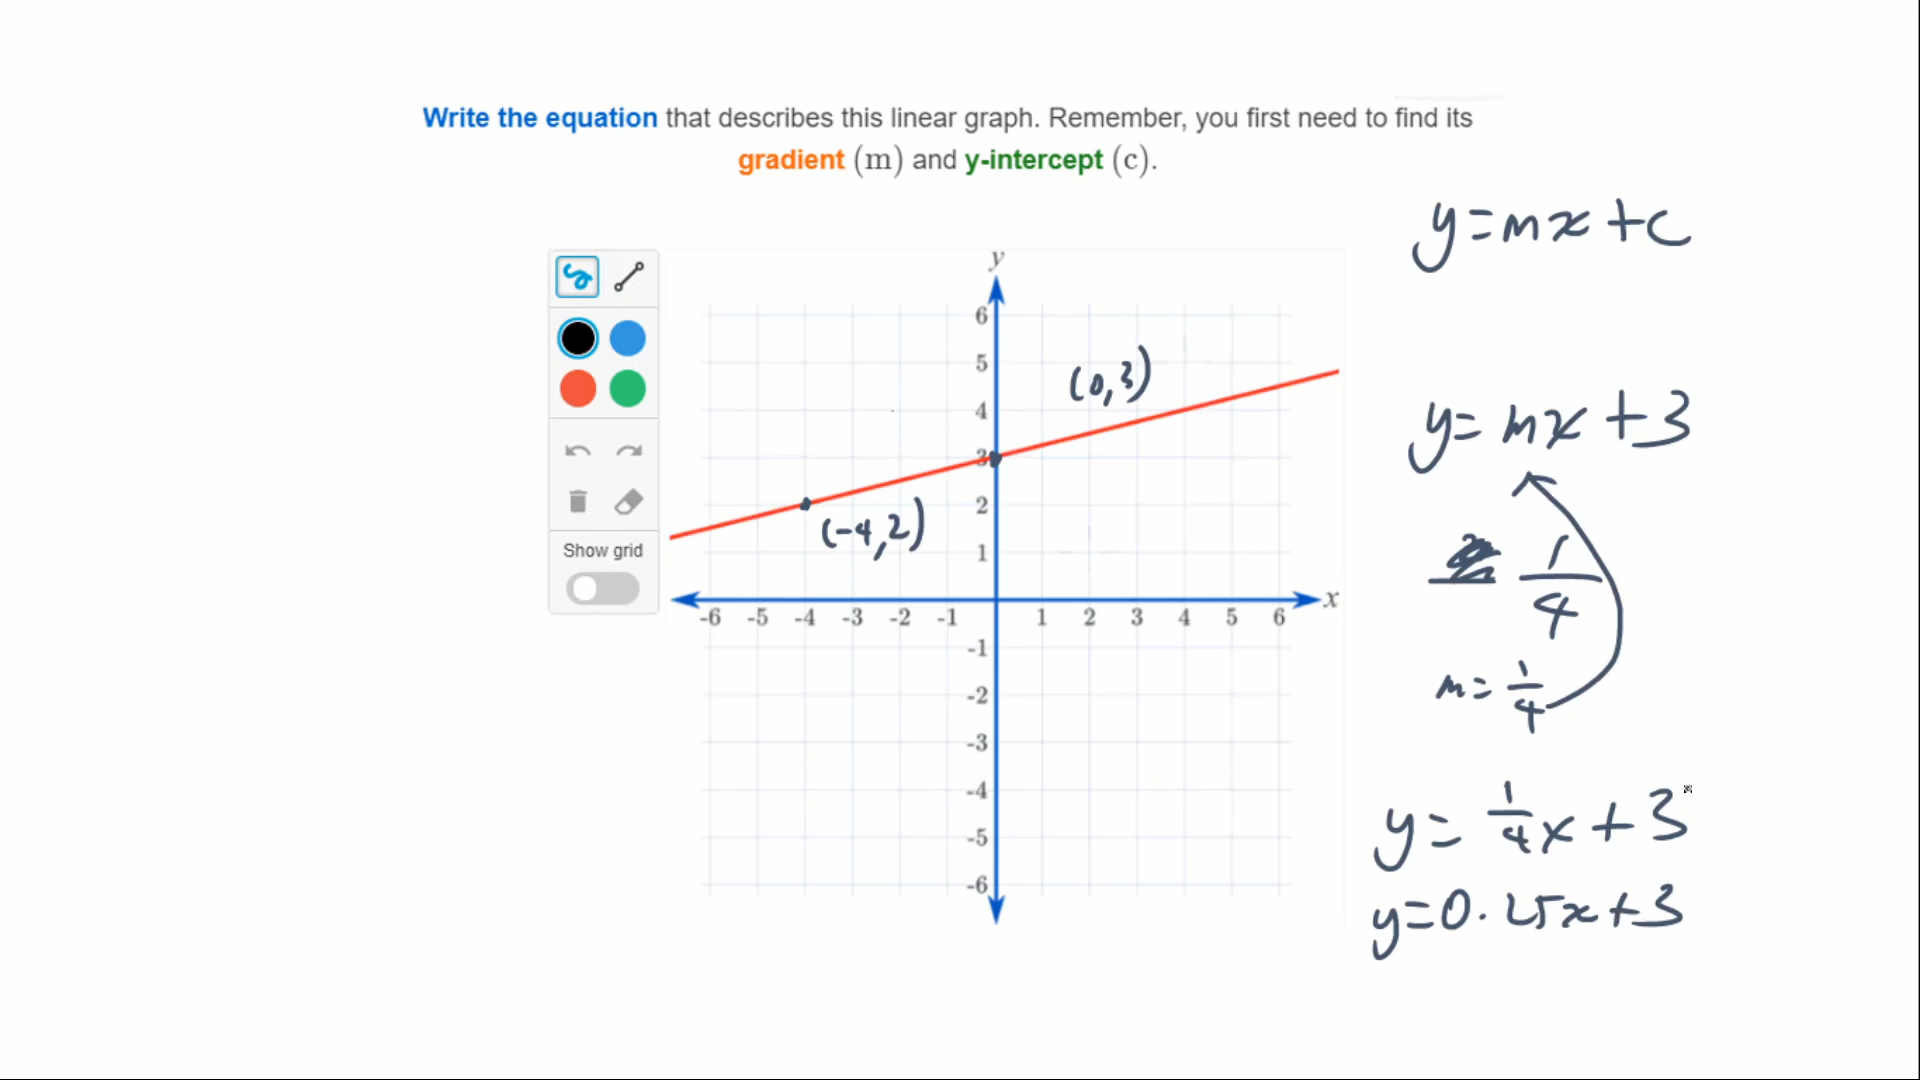 Write the equation that describes this linear graph. Remember, you first need to find its
gradient (m) and y-intercept (c).
y=mx+c
y
6
5
(0,3)
4
y=mx+3
3
2
(-4,2)
Show grid
1
1/4
x
-6 -5 -4 -3 -2 -1 1 2 3 4 5 6
-1
m=1/4
-2
-3
-4
y=1/4x+3
-5
-6
y=0.25x+3